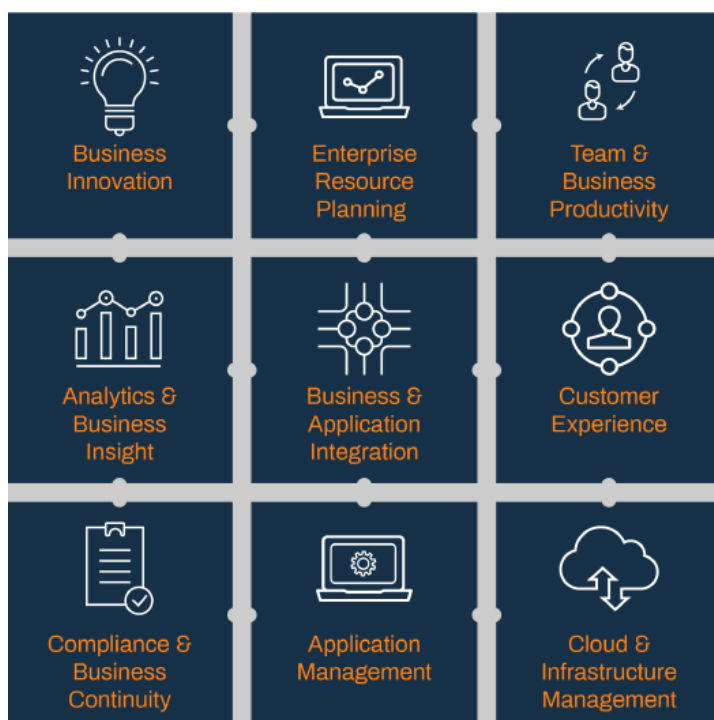 Business
Innovation
Enterprise
Resource
Planning
Team &
Business
Productivity
Analytics &
Business
Insight
Business &
Application
Integration
Customer
Experience
Compliance &
Business
Continuity
Application
Management
Cloud &
Infrastructure
Management